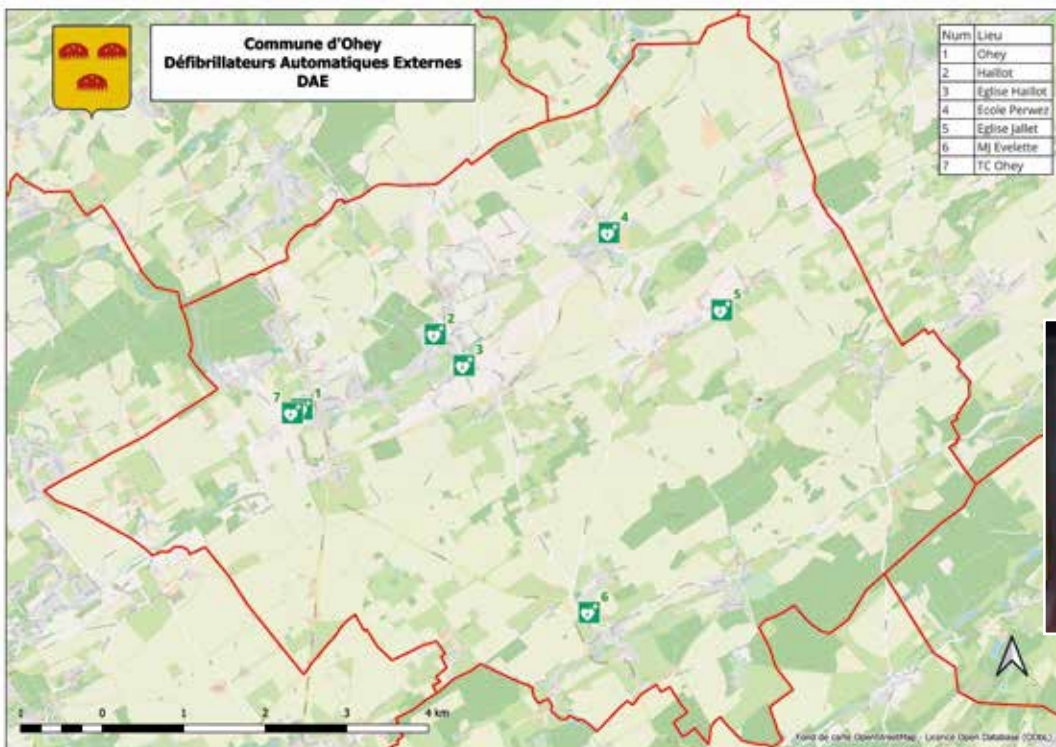 Commune d'Ohey
Défibrillateurs Automatiques Externes
DAE
Num Lieu
1 Ohey
2 Haillot
3 Eglise Haillot
4 Ecole Perwez
5 Eglise Jallet
6 MJ Evelette
7 TC Ohey
4
5
2
3
7 1
6
1 0 1 2 3 4 km
Fond de carte OpenStreetMap - Licence Open Database (ODbL)